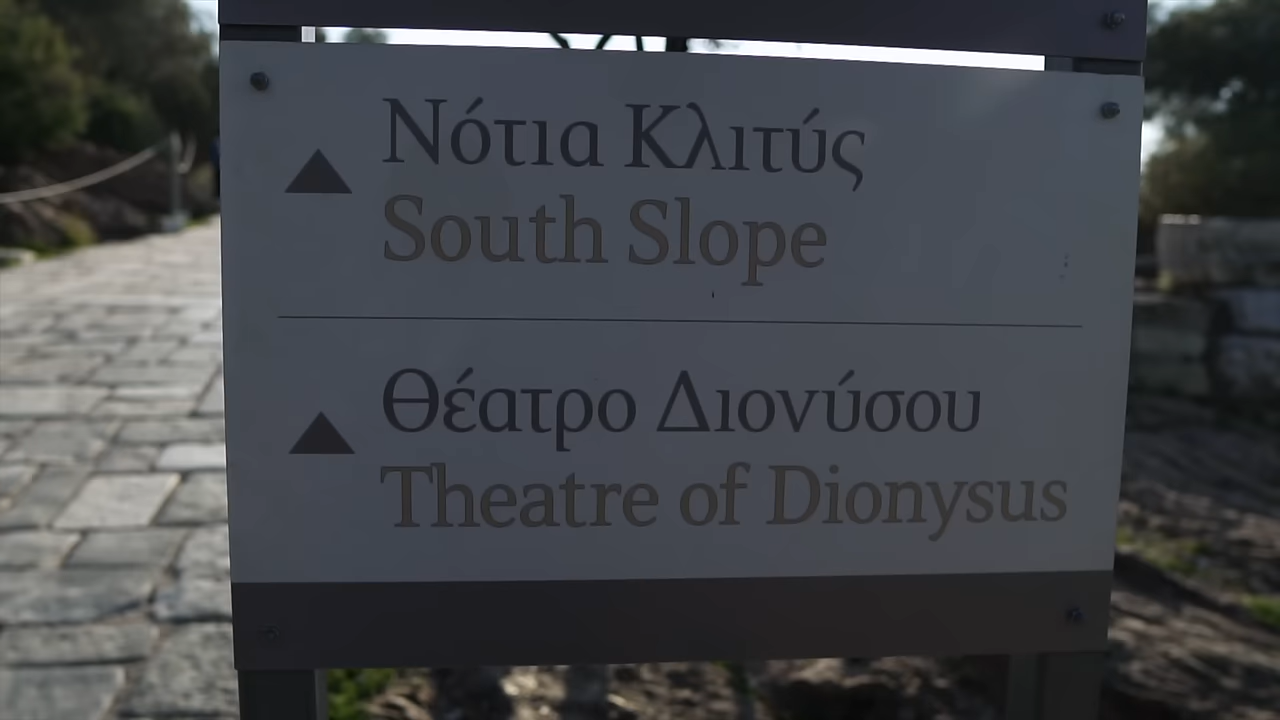 Νότια Κλιτύς
South Slope
Θέατρο Διονύσου
Theatre of Dionysus